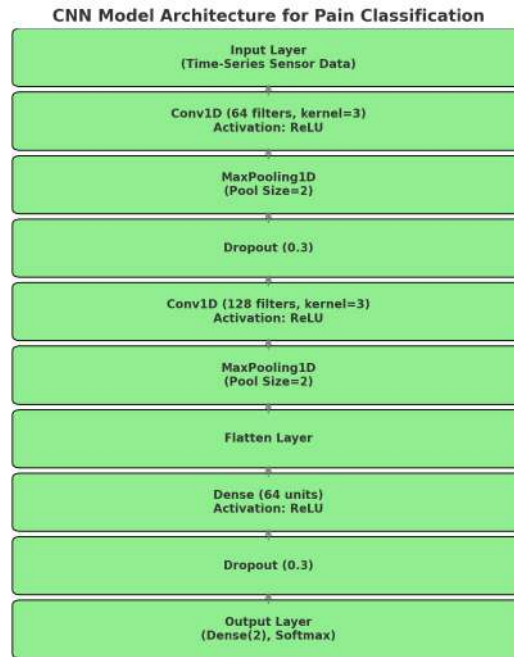 CNN Model Architecture for Pain Classification
Input Layer
(Time-Series Sensor Data)
Conv1D (64 filters, kernel=3)
Activation: ReLU
MaxPooling1D
(Pool Size=2)
Dropout (0.3)
Conv1D (128 filters, kernel=3)
Activation: ReLU
MaxPooling1D
(Pool Size=2)
Flatten Layer
Dense (64 units)
Activation: ReLU
Dropout (0.3)
Output Layer
(Dense(2), Softmax)